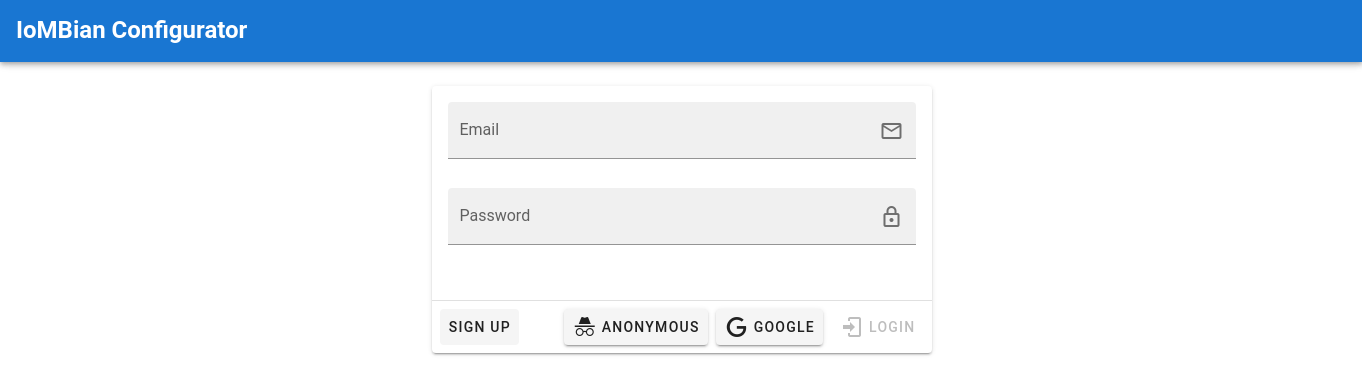 IoMBian Configurator
Email
Password
SIGN UP ANONYMOUS GOOGLE LOGIN